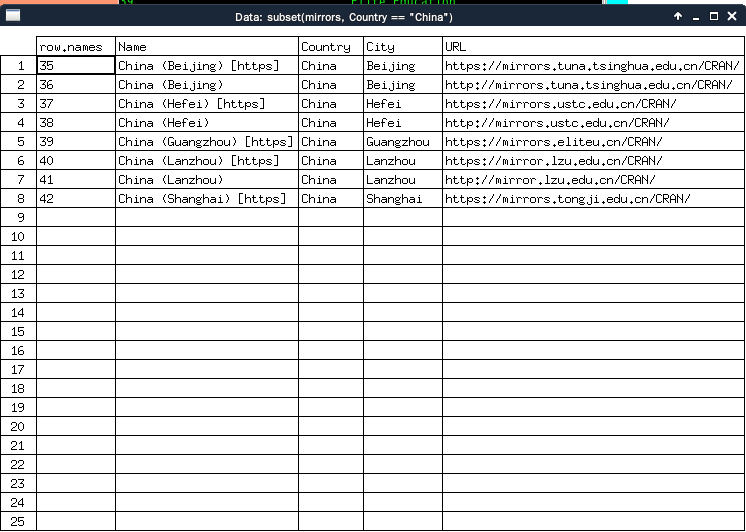 Data: subset(mirrors, Country == "China")
row.names Name Country City URL
1 35 China (Beijing) [https] China Beijing https://mirrors.tuna.tsinghua.edu.cn/CRAN/
2 36 China (Beijing) China Beijing http://mirrors.tuna.tsinghua.edu.cn/CRAN/
3 37 China (Hefei) [https] China Hefei https://mirrors.ustc.edu.cn/CRAN/
4 38 China (Hefei) China Hefei http://mirrors.ustc.edu.cn/CRAN/
5 39 China (Guangzhou) [https] China Guangzhou https://mirrors.eliteu.cn/CRAN/
6 40 China (Lanzhou) [https] China Lanzhou https://mirror.lzu.edu.cn/CRAN/
7 41 China (Lanzhou) China Lanzhou http://mirror.lzu.edu.cn/CRAN/
8 42 China (Shanghai) [https] China Shanghai https://mirrors.tongji.edu.cn/CRAN/
9
10
11
12
13
14
15
16
17
18
19
20
21
22
23
24
25